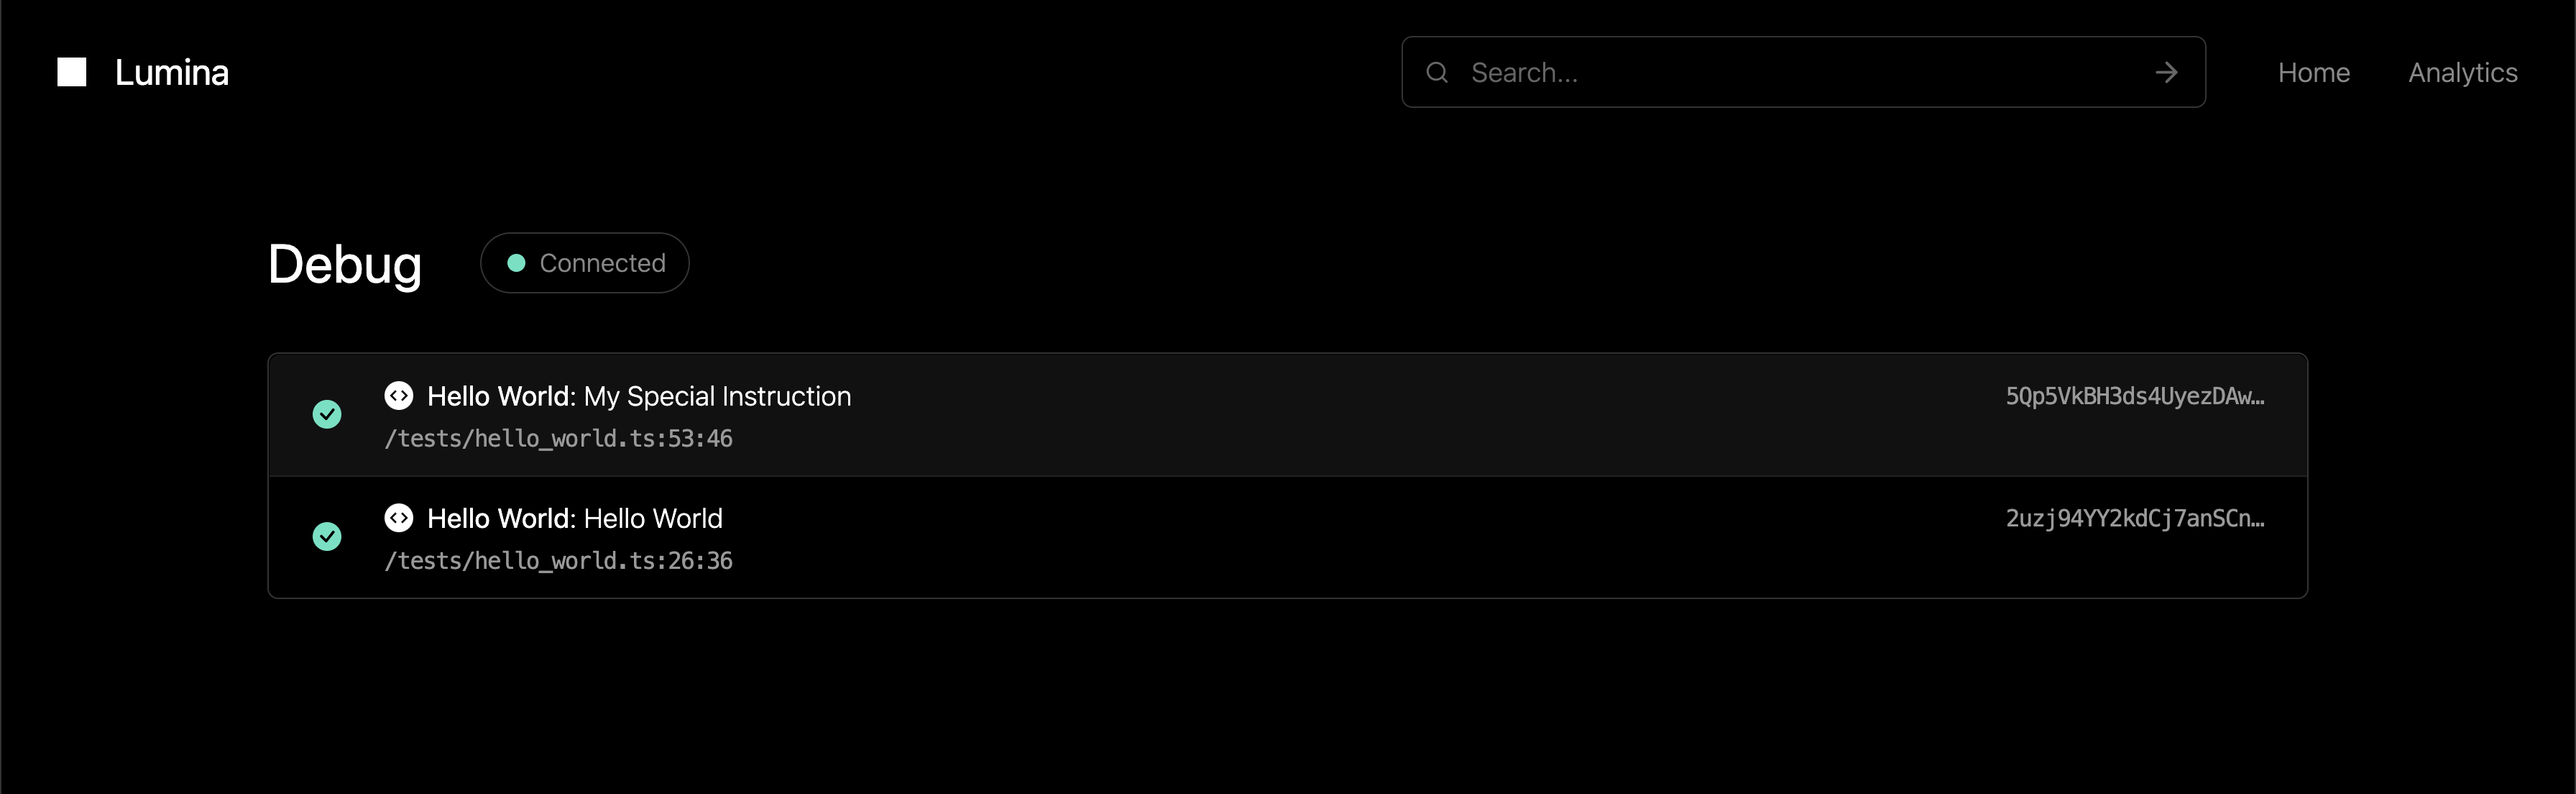 Lumina
Search...
Home
Analytics
Debug
Connected
Hello World: My Special Instruction
5Qp5VkBH3ds4UyezDAw…
/tests/hello_world.ts:53:46
Hello World: Hello World
2uzj94YY2kdCj7anSCn…
/tests/hello_world.ts:26:36